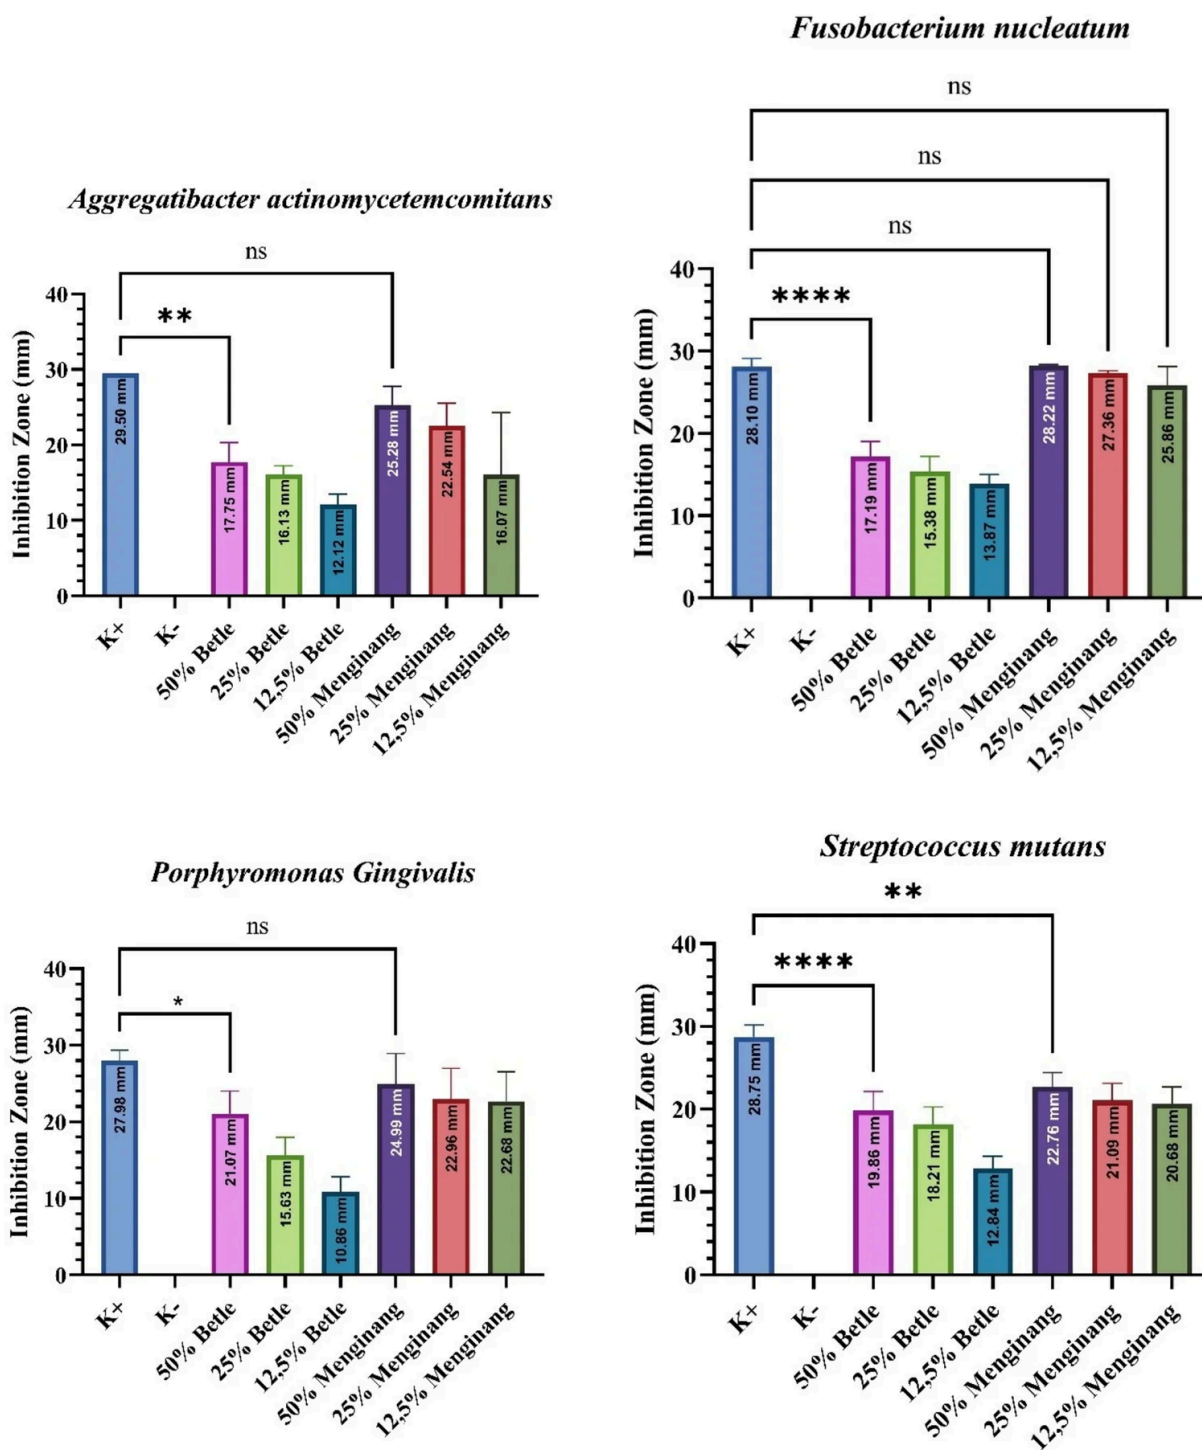 Aggregatibacter actinomycetemcomitans
ns
**
Inhibition Zone (mm)
40
30
20
10
0
29.50 mm
17.75 mm
16.13 mm
12.12 mm
25.28 mm
22.54 mm
16.07 mm
K+
K-
50% Betle
25% Betle
12,5% Betle
50% Menginang
25% Menginang
12,5% Menginang
Fusobacterium nucleatum
ns
ns
ns
****
Inhibition Zone (mm)
40
30
20
10
0
28.10 mm
17.19 mm
15.38 mm
13.87 mm
28.22 mm
27.36 mm
25.86 mm
K+
K-
50% Betle
25% Betle
12,5% Betle
50% Menginang
25% Menginang
12,5% Menginang
Porphyromonas Gingivalis
ns
*
Inhibition Zone (mm)
40
30
20
10
0
27.98 mm
21.07 mm
15.63 mm
10.86 mm
24.99 mm
22.96 mm
22.68 mm
K+
K-
50% Betle
25% Betle
12,5% Betle
50% Menginang
25% Menginang
12,5% Menginang
Streptococcus mutans
**
****
Inhibition Zone (mm)
40
30
20
10
0
28.75 mm
19.86 mm
18.21 mm
12.84 mm
22.76 mm
21.09 mm
20.68 mm
K+
K-
50% Betle
25% Betle
12,5% Betle
50% Menginang
25% Menginang
12,5% Menginang